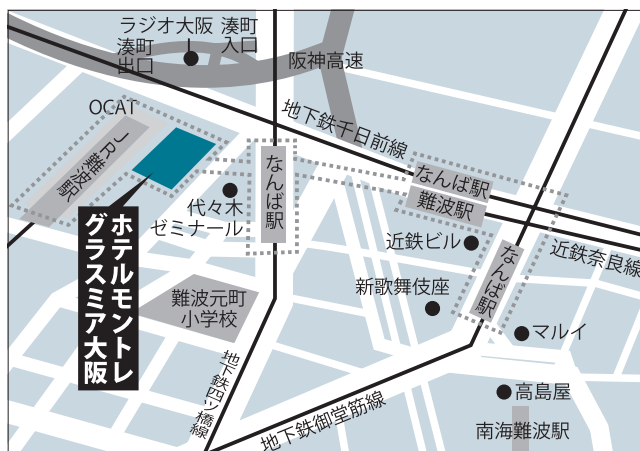 ラジオ大阪
湊町
入口
湊町
出口
阪神高速
OCAT
地下鉄千日前線
JR難波駅
なんば駅
なんば駅
難波駅
代々木
ゼミナール
近鉄ビル
近鉄奈良線
なんば駅
ホテルモントレ
グラスミア大阪
難波元町
小学校
新歌舞伎座
マルイ
地下鉄四ツ橋線
地下鉄御堂筋線
高島屋
南海難波駅